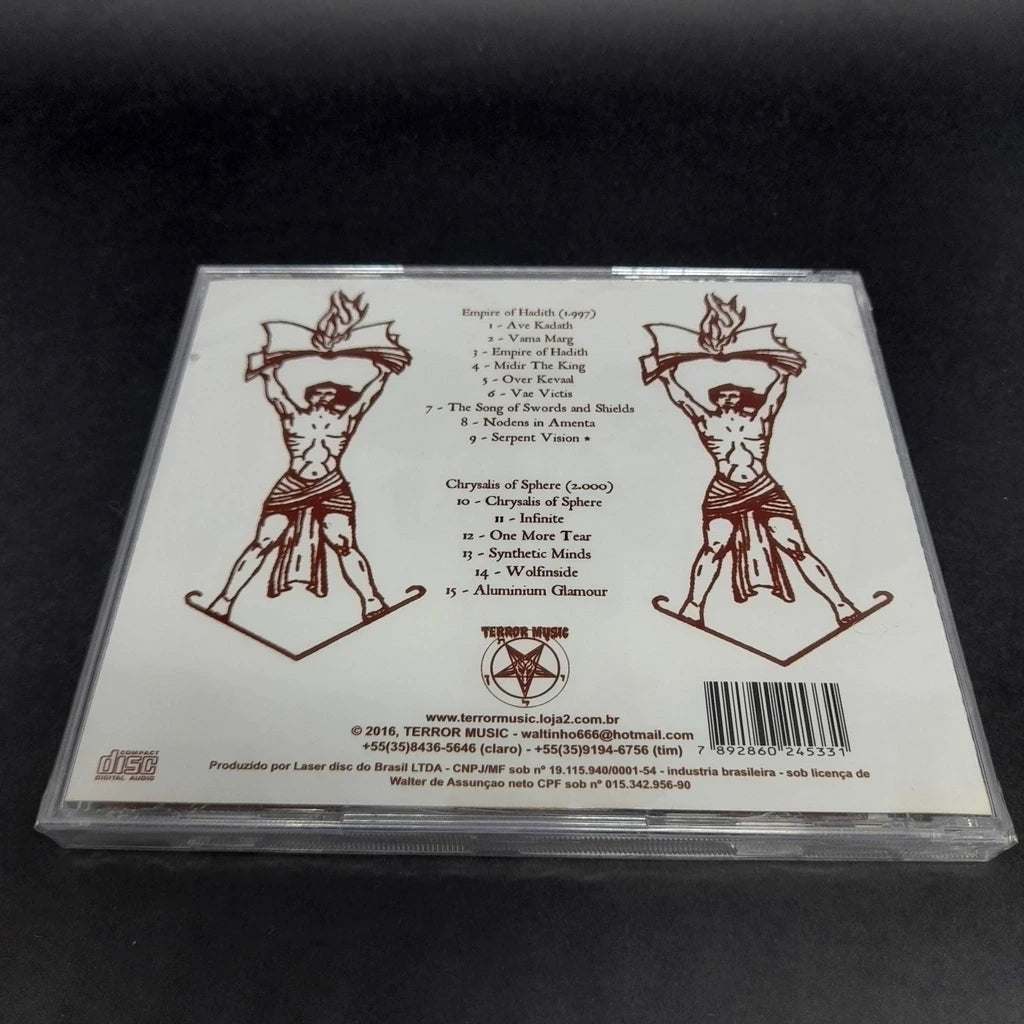 Empire of Hadith (1.997)
1 - Ave Kadath
2 - Vama Marg
3 - Empire of Hadith
4 - Midir The King
5 - Over Kevaal
6 - Vae Victis
7 - The Song of Swords and Shields
8 - Nodens in Amenta
9 - Serpent Vision *
Chrysalis of Sphere (2.000)
10 - Chrysalis of Sphere
11 - Infinite
12 - One More Tear
13 - Synthetic Minds
14 - Wolfinside
15 - Aluminium Glamour
TERROR MUSIC
www.terrormusic.loja2.com.br
© 2016, TERROR MUSIC - waltinho666@hotmail.com
+55(35)8436-5646 (claro) - +55(35)9194-6756 (tim)
7 892860 245331
COMPACT
disc
DIGITAL AUDIO
Produzido por Laser disc do Brasil LTDA - CNPJ/MF sob nº 19.115.940/0001-54 - industria brasileira - sob licença de
Walter de Assunçao neto CPF sob nº 015.342.956-90